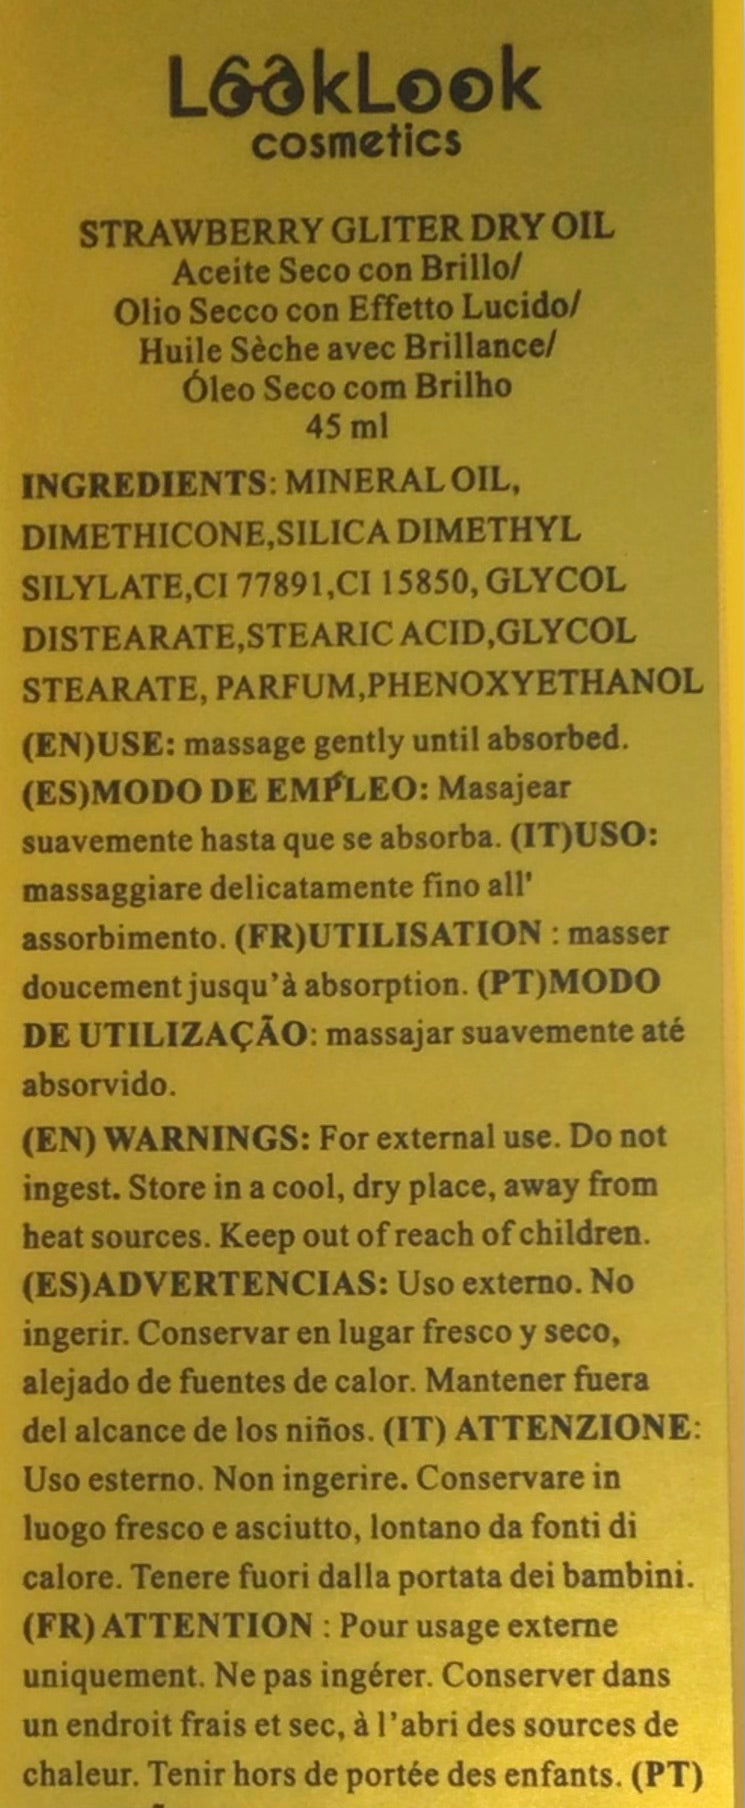 LookLook
cosmetics
STRAWBERRY GLITER DRY OIL
Aceite Seco con Brillo/
Olio Secco con Effetto Lucido/
Huile Sèche avec Brillance/
Óleo Seco com Brilho
45 ml
INGREDIENTS: MINERAL OIL,
DIMETHICONE,SILICA DIMETHYL
SILYLATE,CI 77891,CI 15850, GLYCOL
DISTEARATE,STEARIC ACID,GLYCOL
STEARATE, PARFUM,PHENOXYETHANOL
(EN)USE: massage gently until absorbed.
(ES)MODO DE EMPLEO: Masajear
suavemente hasta que se absorba. (IT)USO:
massaggiare delicatamente fino all'
assorbimento. (FR)UTILISATION : masser
doucement jusqu'à absorption. (PT)MODO
DE UTILIZAÇÃO: massajar suavemente até
absorvido.
(EN) WARNINGS: For external use. Do not
ingest. Store in a cool, dry place, away from
heat sources. Keep out of reach of children.
(ES)ADVERTENCIAS: Uso externo. No
ingerir. Conservar en lugar fresco y seco,
alejado de fuentes de calor. Mantener fuera
del alcance de los niños. (IT) ATTENZIONE:
Uso esterno. Non ingerire. Conservare in
luogo fresco e asciutto, lontano da fonti di
calore. Tenere fuori dalla portata dei bambini.
(FR) ATTENTION : Pour usage externe
uniquement. Ne pas ingérer. Conserver dans
un endroit frais et sec, à l'abri des sources de
chaleur. Tenir hors de portée des enfants. (PT)